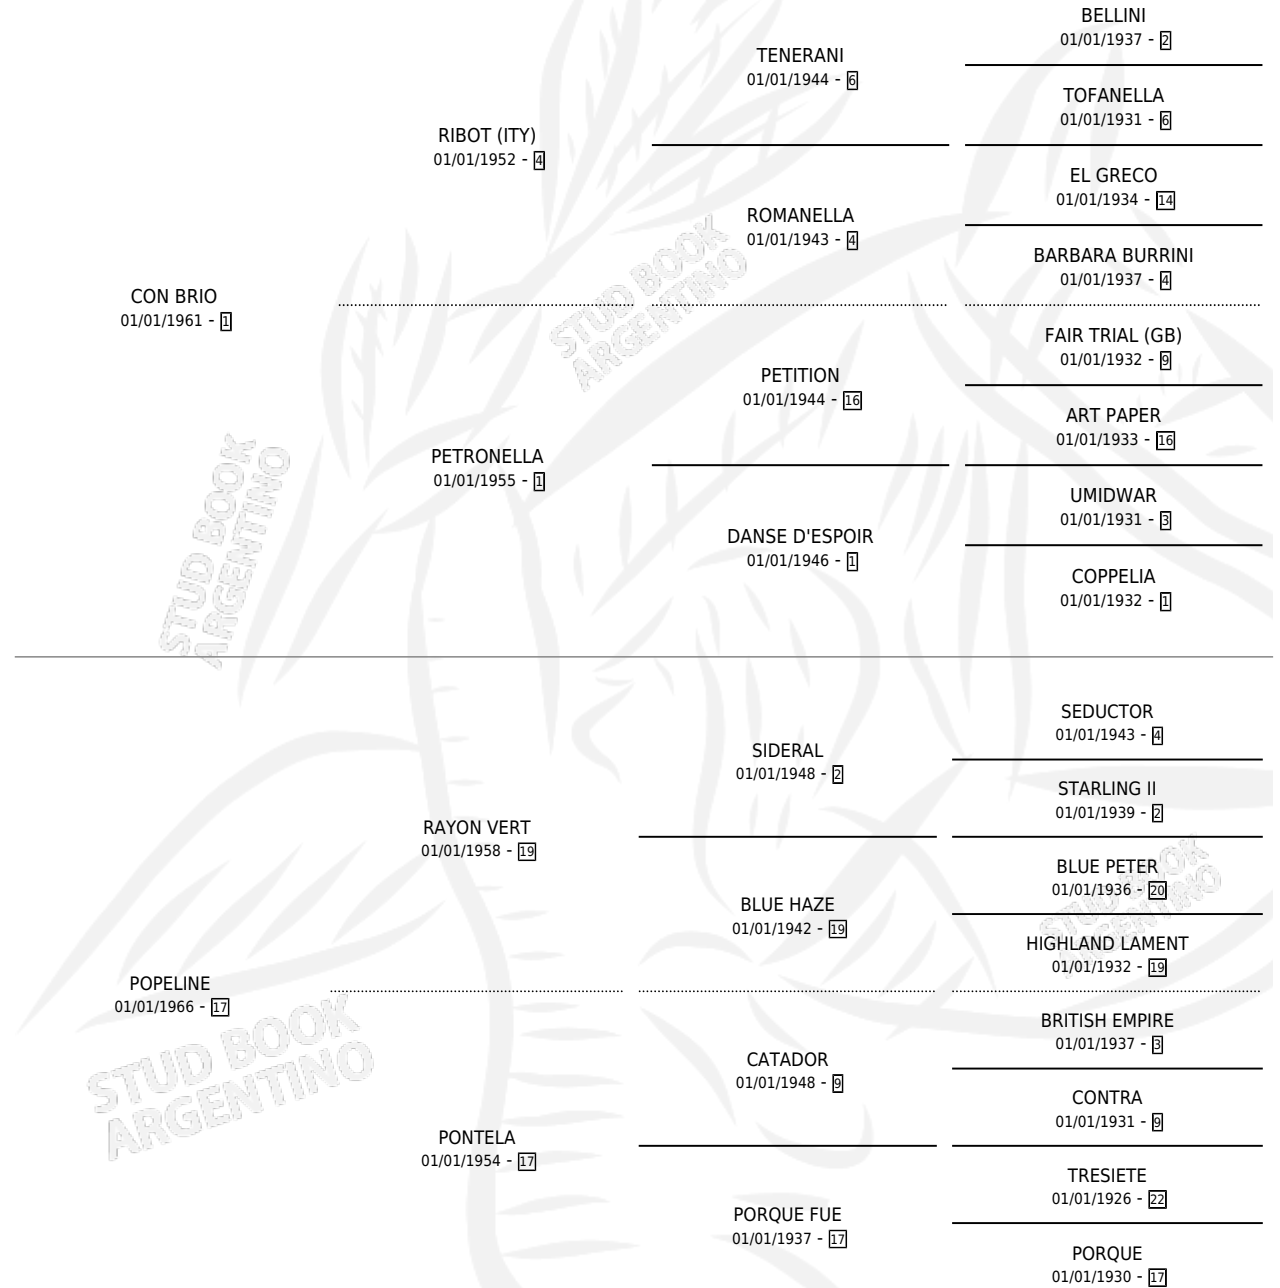 BELLINI
01/01/1937 - 2
TENERANI
01/01/1944 - 6
TOFANELLA
01/01/1931 - 6
RIBOT (ITY)
01/01/1952 - 4
EL GRECO
01/01/1934 - 14
ROMANELLA
01/01/1943 - 4
BARBARA BURRINI
01/01/1937 - 4
CON BRIO
01/01/1961 - 1
STUD BOOK
ARGENTINO
FAIR TRIAL (GB)
01/01/1932 - 9
PETITION
01/01/1944 - 16
ART PAPER
01/01/1933 - 16
PETRONELLA
01/01/1955 - 1
UMIDWAR
01/01/1931 - 3
DANSE D'ESPOIR
01/01/1946 - 1
COPPELIA
01/01/1932 - 1
STUD BOOK
ARGENTINO
SEDUCTOR
01/01/1943 - 4
SIDERAL
01/01/1948 - 2
STARLING II
01/01/1939 - 2
RAYON VERT
01/01/1958 - 19
BLUE PETER
01/01/1936 - 20
BLUE HAZE
01/01/1942 - 19
HIGHLAND LAMENT
01/01/1932 - 19
STUD BOOK
ARGENTINO
POPELINE
01/01/1966 - 17
BRITISH EMPIRE
01/01/1937 - 3
CATADOR
01/01/1948 - 9
CONTRA
01/01/1931 - 9
STUD BOOK
ARGENTINO
PONTELA
01/01/1954 - 17
TRESIETE
01/01/1926 - 22
PORQUE FUE
01/01/1937 - 17
PORQUE
01/01/1930 - 17